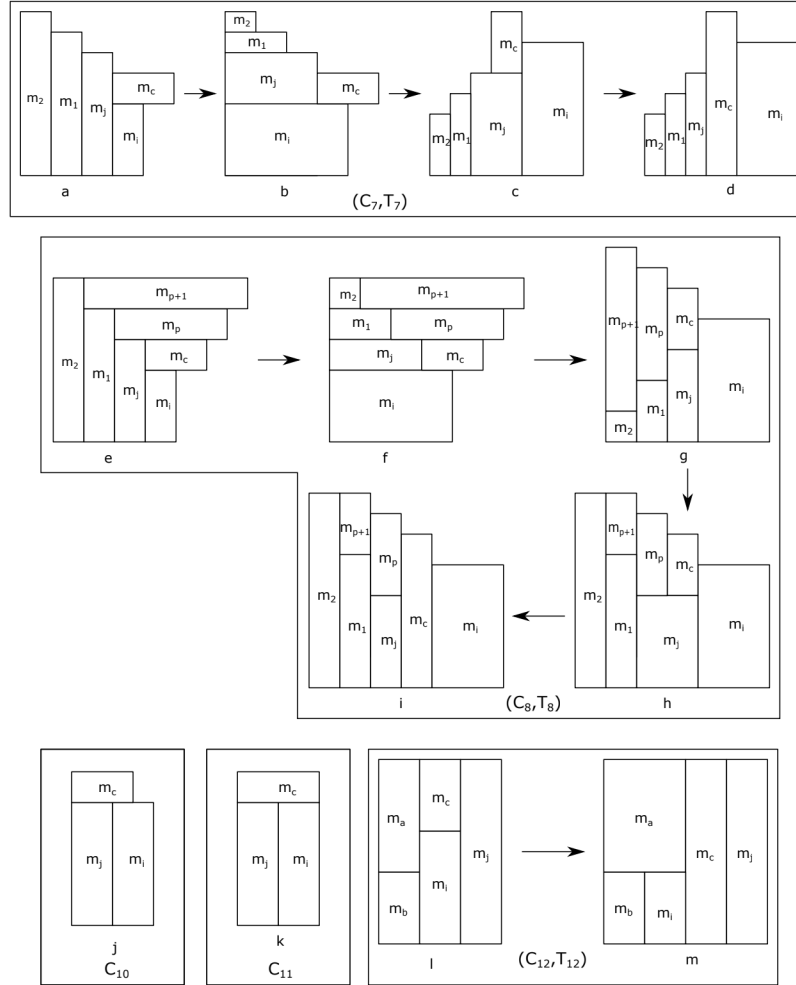 m2 m1 mj mc mi
a
m2 m1 mj mc mi
b
mc mi mj m2 m1
c
mc mi mj m1 m2
d
(C7,T7)
mp+1 mp mc m2 m1 mj mi
e
m2 mp+1 m1 mp mj mc mi
f
mp+1 mp mc m2 m1 mj mi
g
mp+1 mp m2 m1 mj mc mi
i
mp+1 mp mc m2 m1 mj mi
h
(C8,T8)
mc
mj mi
j
C10
mc
mj mi
k
C11
ma mc mj mb mi
l
ma mc mj mb mi
m
(C12,T12)